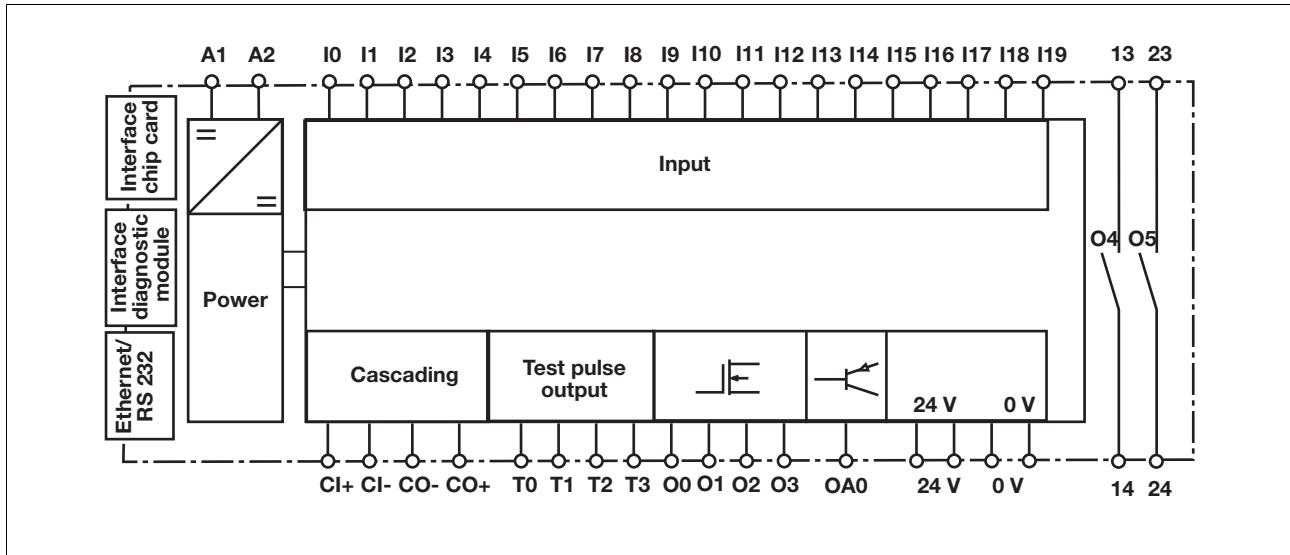 A1 A2 I0 I1 I2 I3 I4 I5 I6 I7 I8 I9 I10 I11 I12 I13 I14 I15 I16 I17 I18 I19 13 23
Interface
chip card
Interface
diagnostic
module
Ethernet/
RS 232
=
=
Power
Input
O4 O5
Cascading
Test pulse
output
24 V 0 V
CI+ CI- CO- CO+ T0 T1 T2 T3 O0 O1 O2 O3 OA0 24 V 0 V 14 24